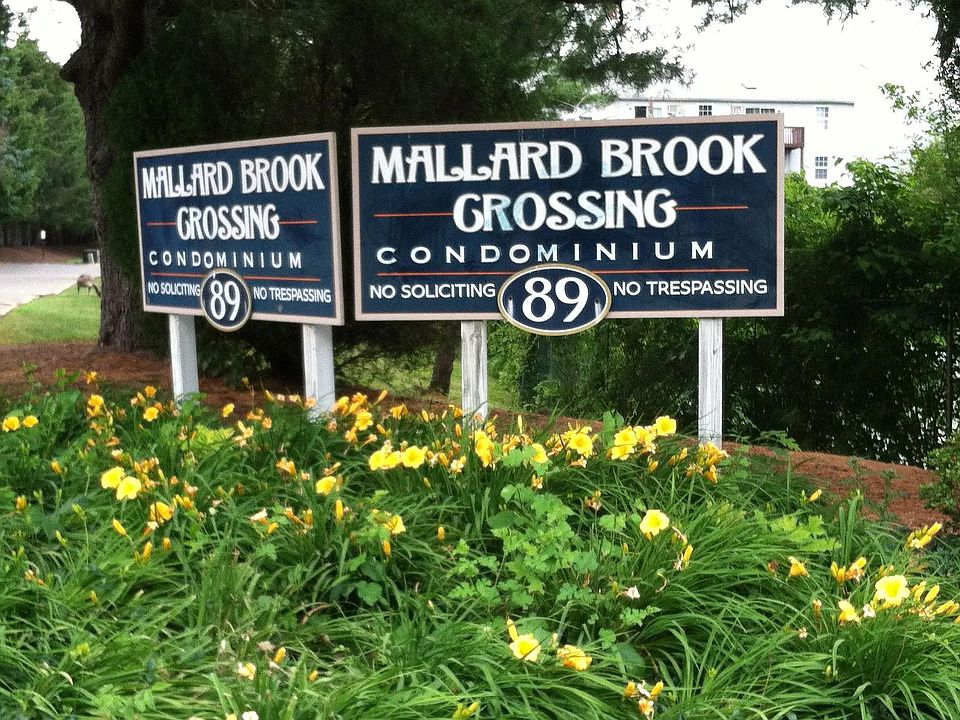 MALLARD BROOK
CROSSING
CONDOMINIUM
NO SOLICITING 89 NO TRESPASSING
MALLARD BROOK
CROSSING
CONDOMINIUM
NO SOLICITING 89 NO TRESPASSING